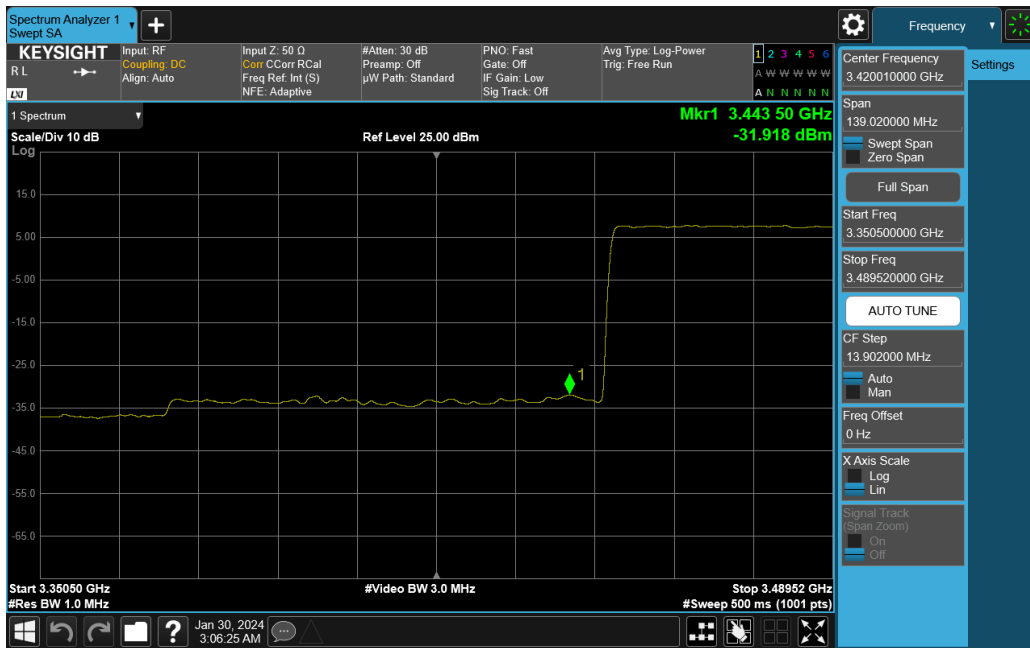 Spectrum Analyzer 1
Swept SA
Frequency
KEYSIGHT
R L
LXI
Input: RF
Coupling: DC
Align: Auto
Input Z: 50 Ω
Corr CCorr RCal
Freq Ref: Int (S)
NFE: Adaptive
#Atten: 30 dB
Preamp: Off
µW Path: Standard
PNO: Fast
Gate: Off
IF Gain: Low
Sig Track: Off
Avg Type: Log-Power
Trig: Free Run
1 2 3 4 5 6
A W W W W W
A N N N N N
1 Spectrum
Mkr1 3.443 50 GHz
Scale/Div 10 dB
Ref Level 25.00 dBm
-31.918 dBm
Log
15.0
5.00
-5.00
-15.0
-25.0
-35.0
-45.0
-55.0
-65.0
1
Start 3.35050 GHz
#Video BW 3.0 MHz
Stop 3.48952 GHz
#Res BW 1.0 MHz
#Sweep 500 ms (1001 pts)
Jan 30, 2024
3:06:25 AM
Center Frequency
3.420010000 GHz
Settings
Span
139.020000 MHz
Swept Span
Zero Span
Full Span
Start Freq
3.350500000 GHz
Stop Freq
3.489520000 GHz
AUTO TUNE
CF Step
13.902000 MHz
Auto
Man
Freq Offset
0 Hz
X Axis Scale
Log
Lin
Signal Track
(Span Zoom)
On
Off